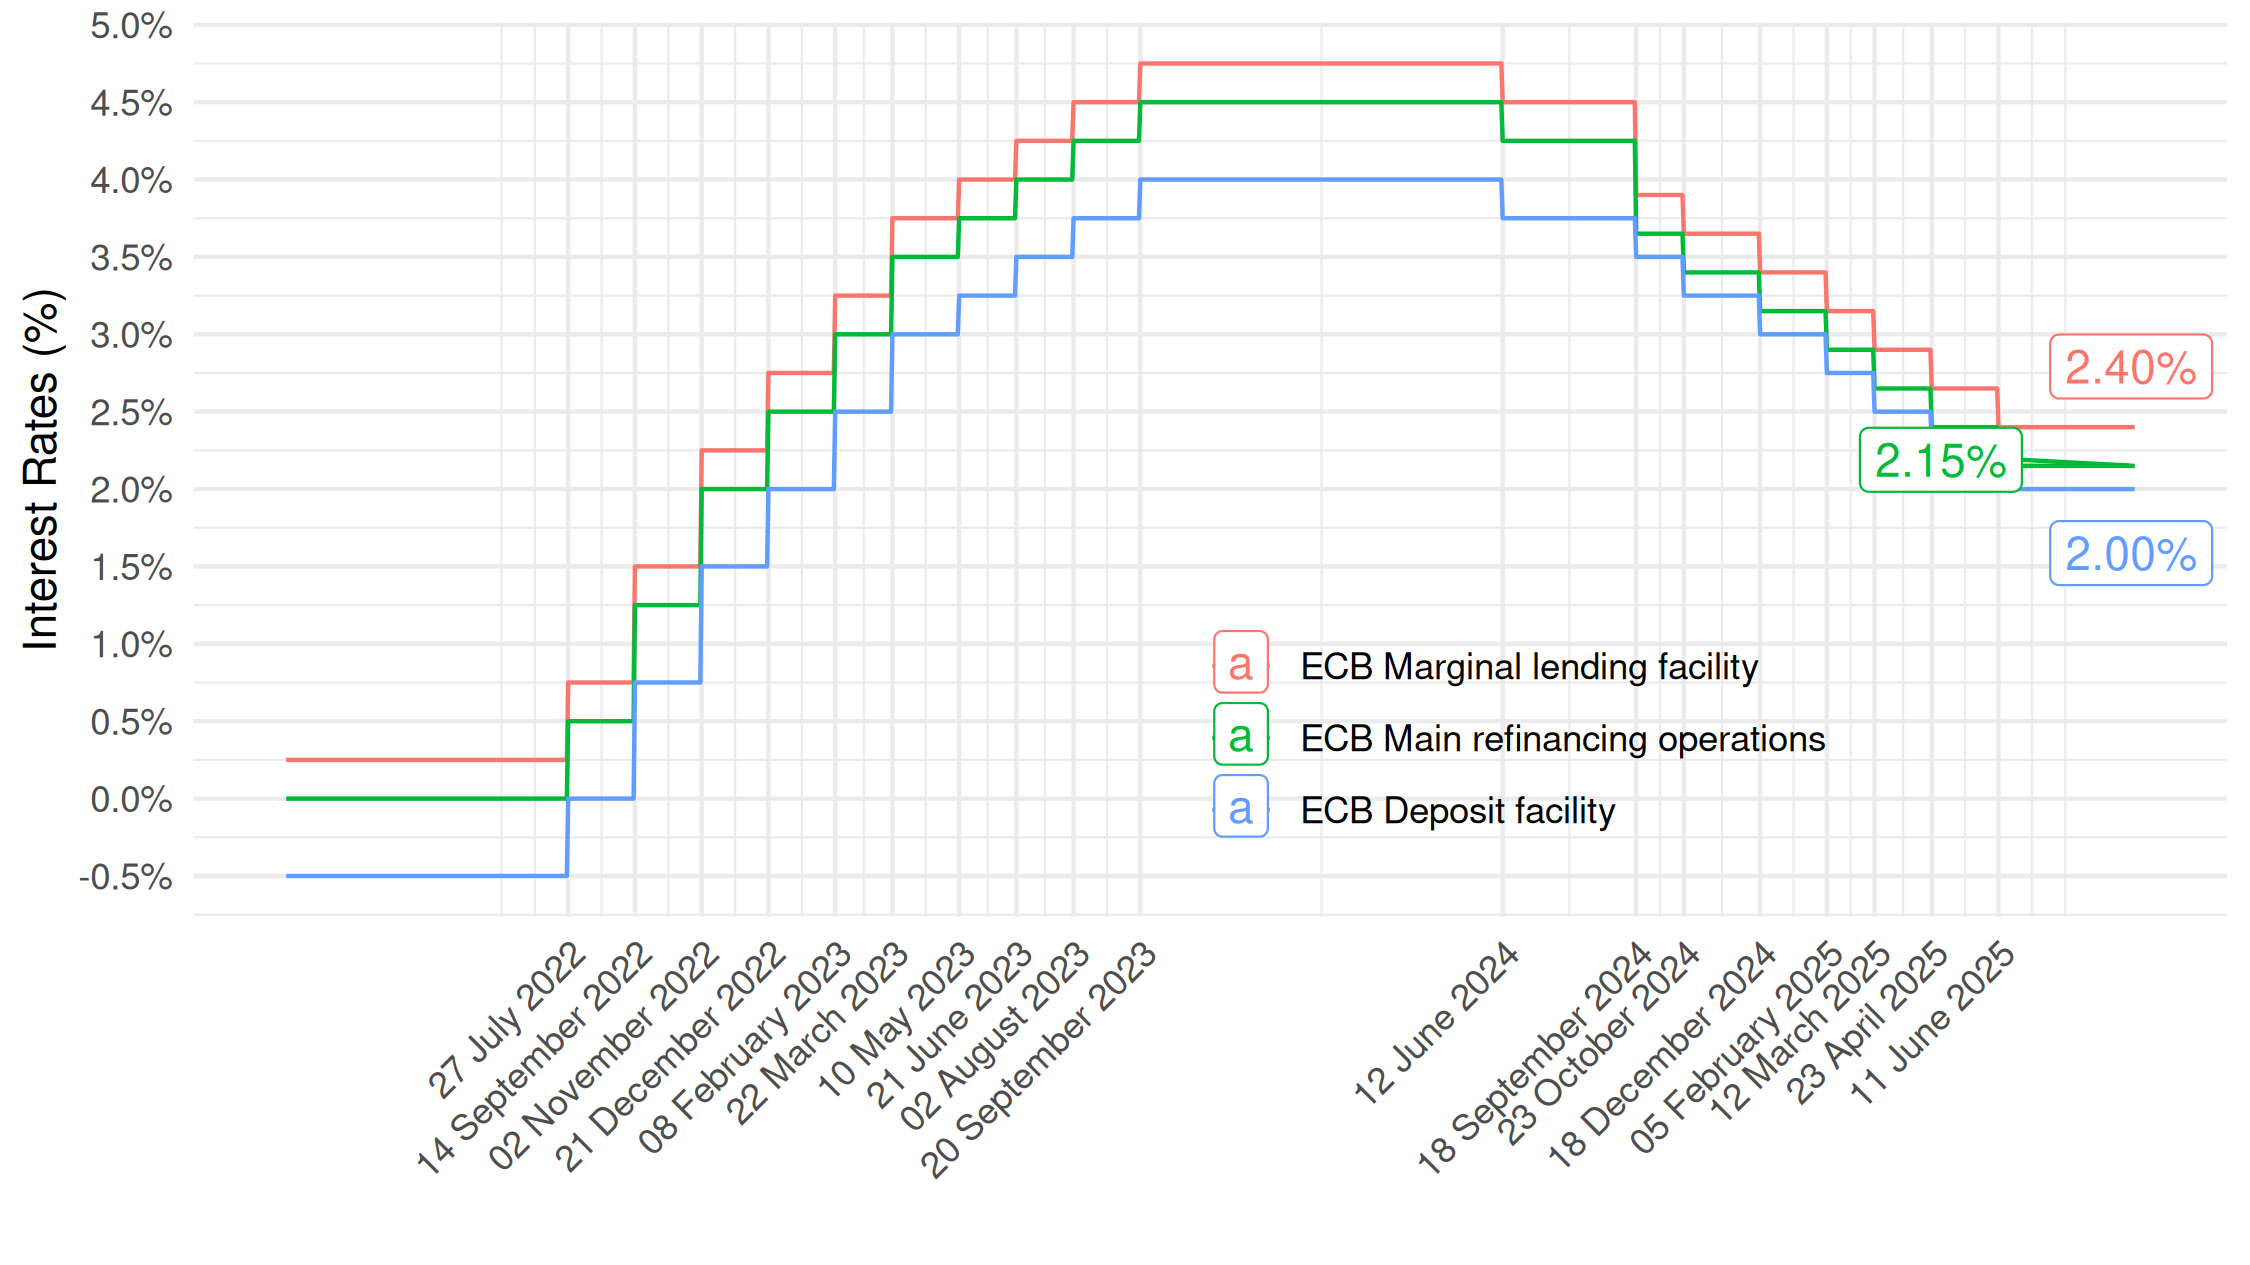 Interest Rates (%)
5.0%
4.5%
4.0%
3.5%
3.0%
2.5%
2.0%
1.5%
1.0%
0.5%
0.0%
-0.5%
2.40%
2.15%
2.00%
a ECB Marginal lending facility
a ECB Main refinancing operations
a ECB Deposit facility
27 July 2022
14 September 2022
02 November 2022
21 December 2022
08 February 2023
22 March 2023
10 May 2023
21 June 2023
02 August 2023
20 September 2023
12 June 2024
18 September 2024
23 October 2024
18 December 2024
05 February 2025
12 March 2025
23 April 2025
11 June 2025